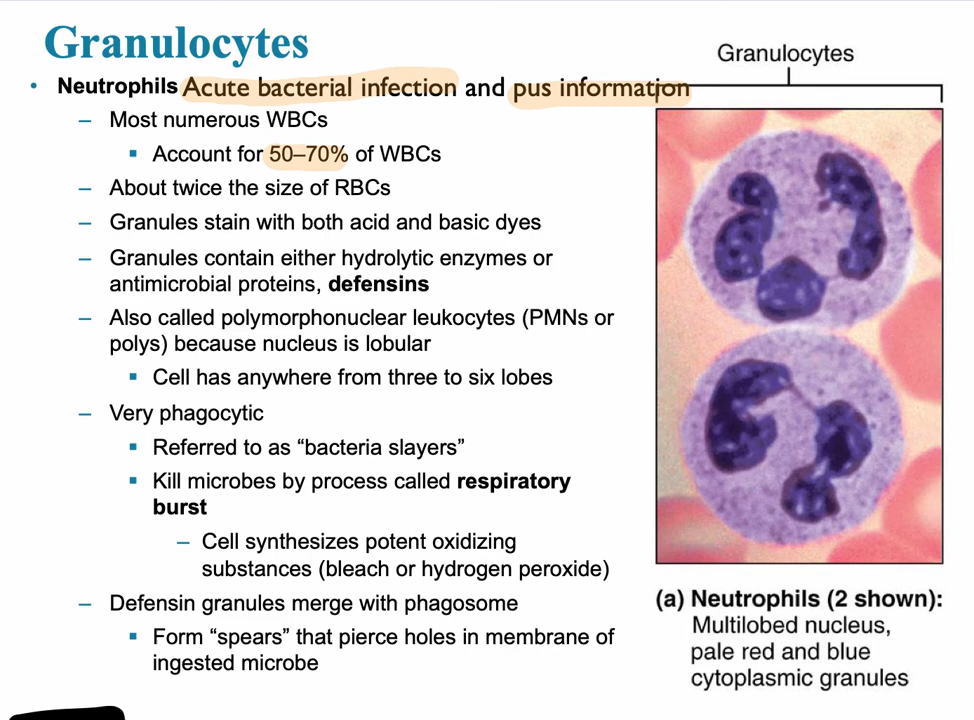 Granulocytes
• Neutrophils Acute bacterial infection and pus information
– Most numerous WBCs
▪ Account for 50–70% of WBCs
– About twice the size of RBCs
– Granules stain with both acid and basic dyes
– Granules contain either hydrolytic enzymes or
antimicrobial proteins, defensins
– Also called polymorphonuclear leukocytes (PMNs or
polys) because nucleus is lobular
▪ Cell has anywhere from three to six lobes
– Very phagocytic
▪ Referred to as “bacteria slayers”
▪ Kill microbes by process called respiratory
burst
– Cell synthesizes potent oxidizing
substances (bleach or hydrogen peroxide)
– Defensin granules merge with phagosome
▪ Form “spears” that pierce holes in membrane of
ingested microbe
Granulocytes
(a) Neutrophils (2 shown):
Multilobed nucleus,
pale red and blue
cytoplasmic granules